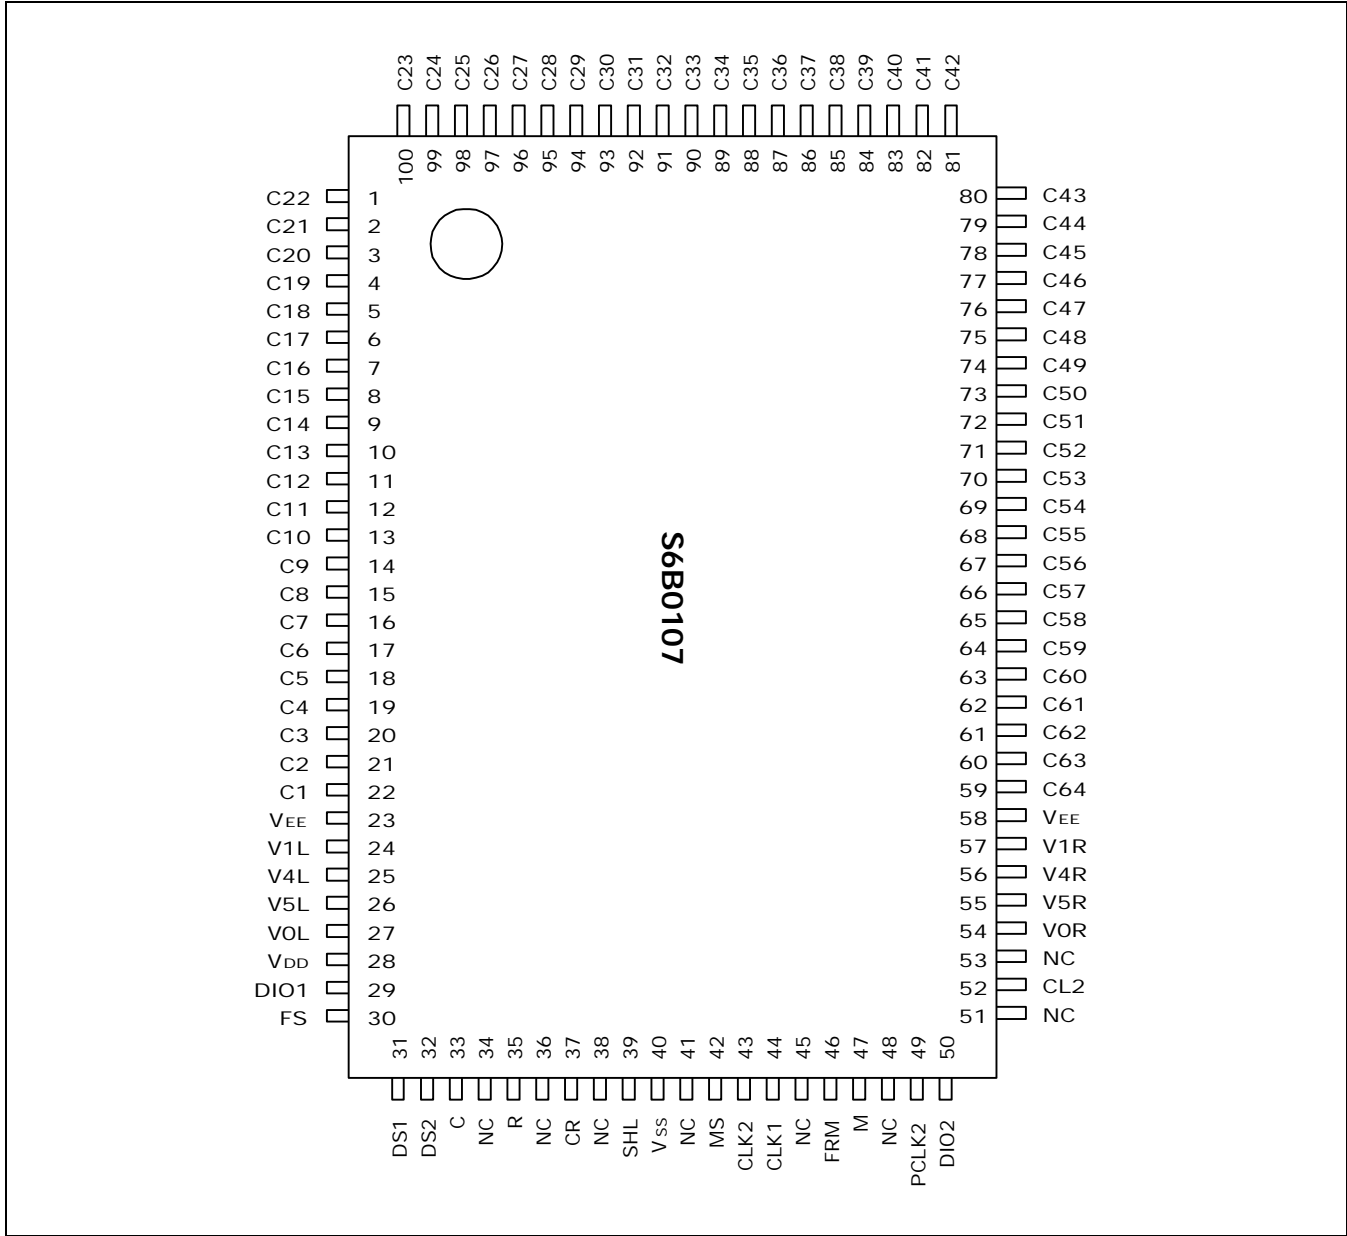 C23 C24 C25 C26 C27 C28 C29 C30 C31 C32 C33 C34 C35 C36 C37 C38 C39 C40 C41 C42
100 99 98 97 96 95 94 93 92 91 90 89 88 87 86 85 84 83 82 81
C22 1 80 C43
C21 2 79 C44
C20 3 78 C45
C19 4 77 C46
C18 5 76 C47
C17 6 75 C48
C16 7 74 C49
C15 8 73 C50
C14 9 72 C51
C13 10 71 C52
C12 11 70 C53
C11 12 69 C54
C10 13 68 C55
C9 14 67 C56
C8 15 66 C57
C7 16 65 C58
C6 17 64 C59
C5 18 63 C60
C4 19 62 C61
C3 20 61 C62
C2 21 60 C63
C1 22 59 C64
VEE 23 58 VEE
V1L 24 57 V1R
V4L 25 56 V4R
V5L 26 55 V5R
V0L 27 54 V0R
VDD 28 53 NC
DIO1 29 52 CL2
FS 30 51 NC
S6B0107
31 32 33 34 35 36 37 38 39 40 41 42 43 44 45 46 47 48 49 50
DS1 DS2 C NC R NC CR NC SHL VSS NC MS CLK2 CLK1 NC FRM M NC PCLK2 DIO2